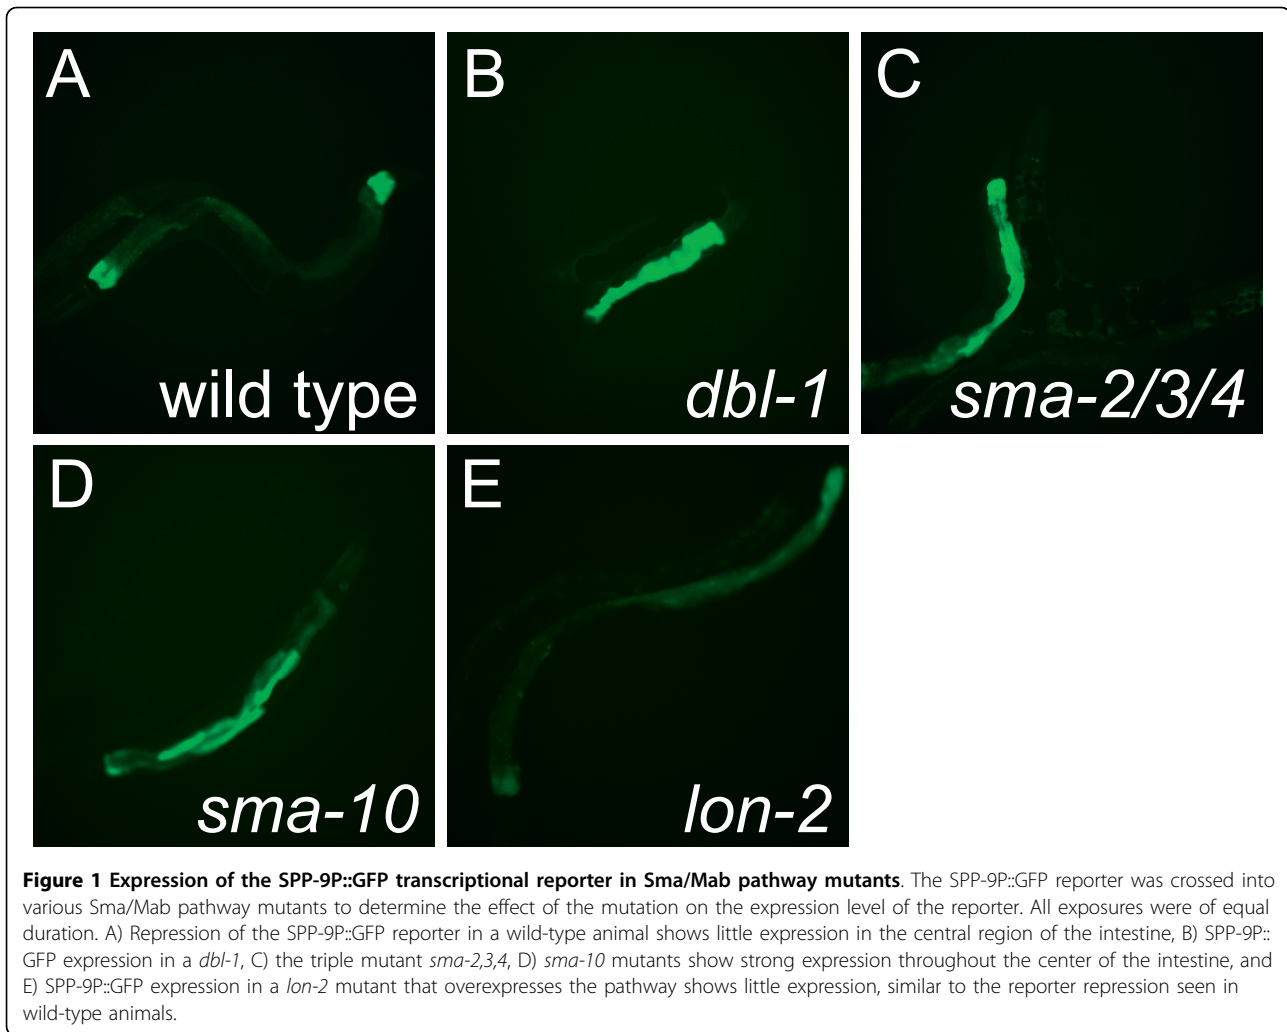 A
B
C
wild type
dbl-1
sma-2/3/4
D
E
sma-10
lon-2
Figure 1 Expression of the SPP-9P::GFP transcriptional reporter in Sma/Mab pathway mutants. The SPP-9P::GFP reporter was crossed into
various Sma/Mab pathway mutants to determine the effect of the mutation on the expression level of the reporter. All exposures were of equal
duration. A) Repression of the SPP-9P::GFP reporter in a wild-type animal shows little expression in the central region of the intestine, B) SPP-9P::
GFP expression in a dbl-1, C) the triple mutant sma-2,3,4, D) sma-10 mutants show strong expression throughout the center of the intestine, and
E) SPP-9P::GFP expression in a lon-2 mutant that overexpresses the pathway shows little expression, similar to the reporter repression seen in
wild-type animals.